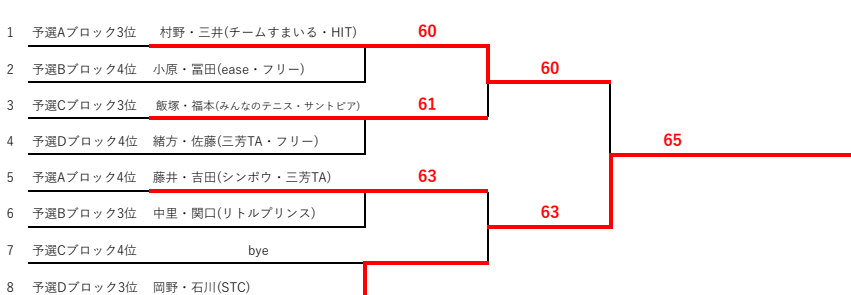 1 予選Aブロック3位 村野・三井(チームすまいる・HIT) 60
60
2 予選Bブロック4位 小原・冨田(ease・フリー)
3 予選Cブロック3位 飯塚・福本(みんなのテニス・サントピア) 61
4 予選Dブロック4位 緒方・佐藤(三芳TA・フリー) 65
5 予選Aブロック4位 藤井・吉田(シンボウ・三芳TA) 63
6 予選Bブロック3位 中里・関口(リトルプリンス) 63
7 予選Cブロック4位 bye
8 予選Dブロック3位 岡野・石川(STC)